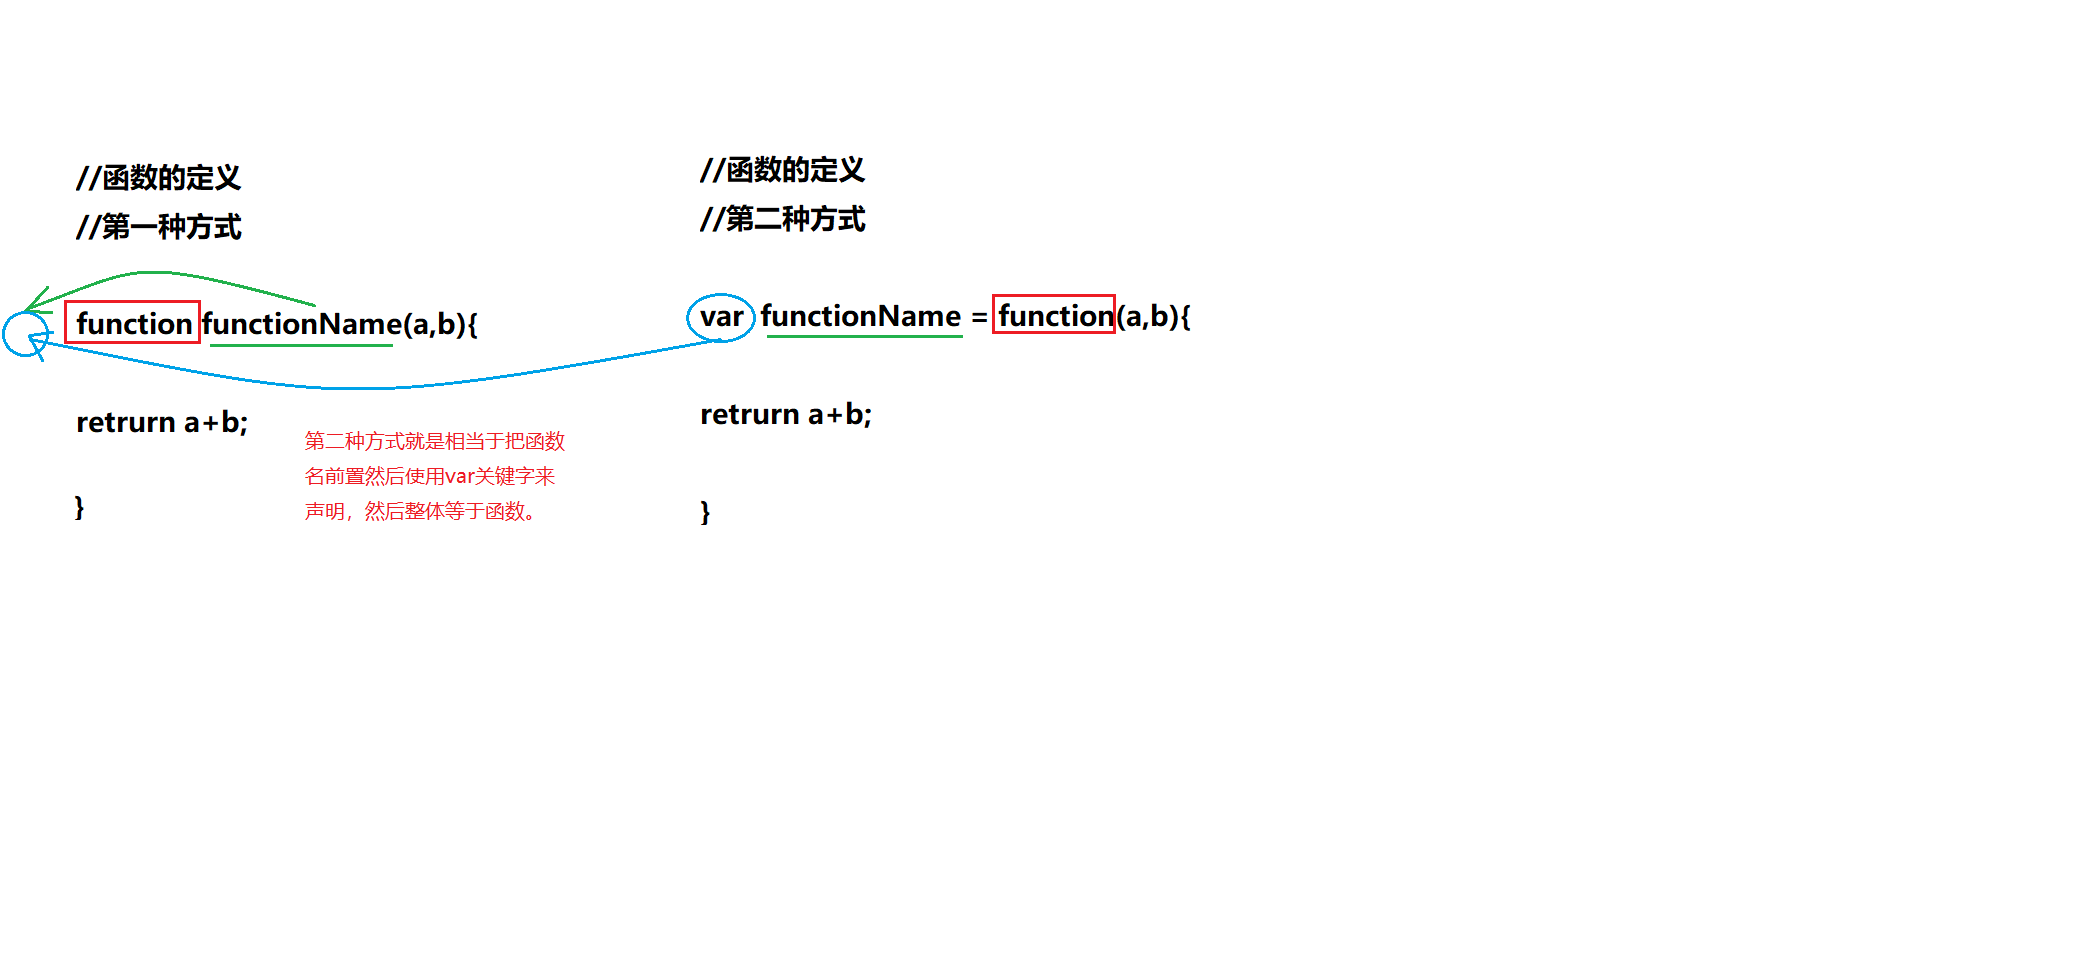 //函数的定义
//第一种方式
function functionName(a,b){
retrurn a+b;
}
第二种方式就是相当于把函数
名前置然后使用var关键字来
声明，然后整体等于函数。
//函数的定义
//第二种方式
var functionName = function(a,b){
retrurn a+b;
}